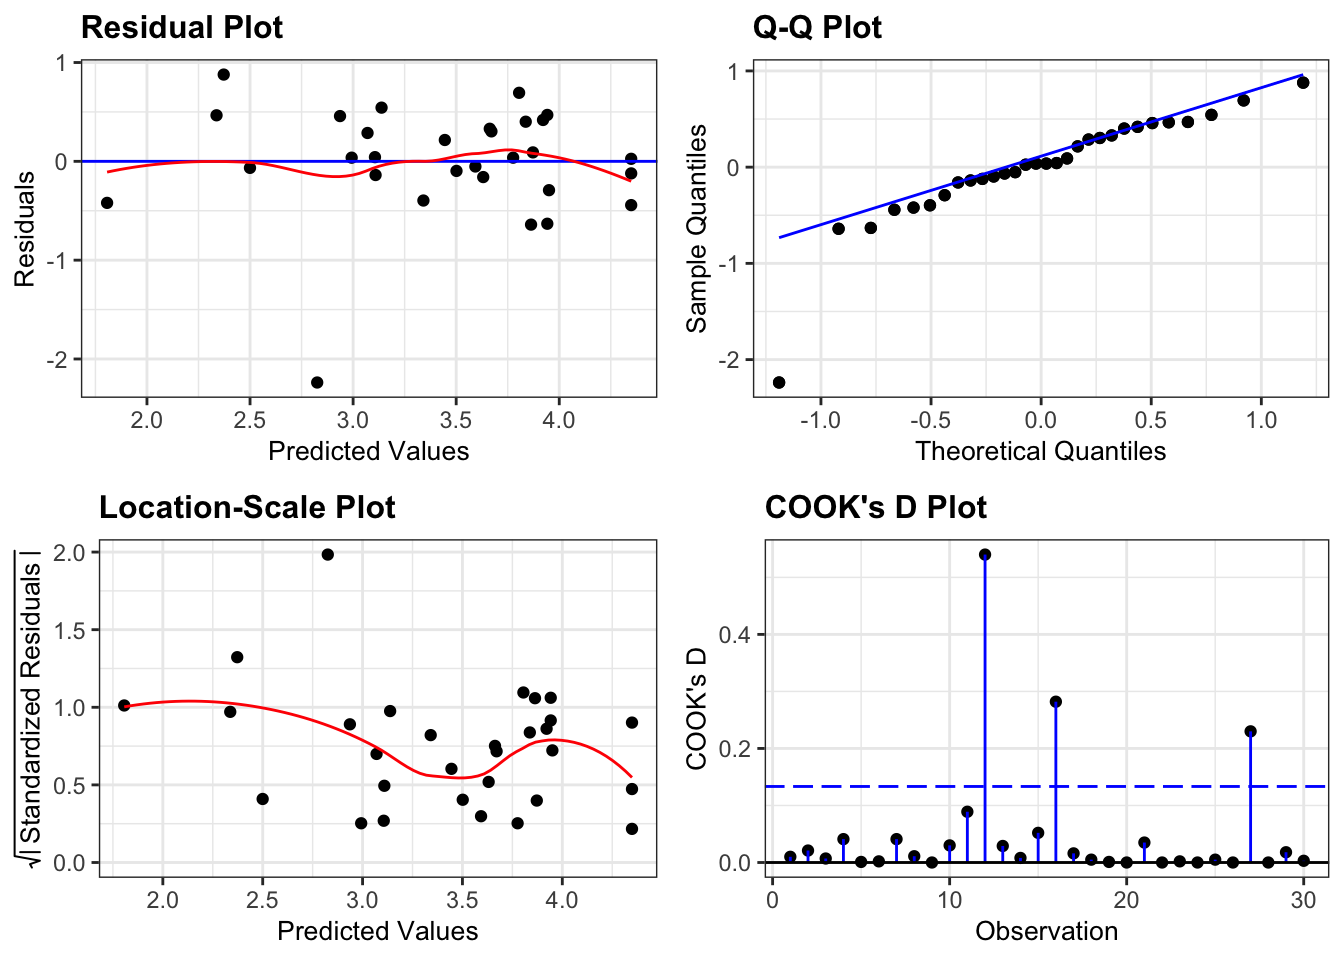 Residual Plot
1
0
-1
-2
Residuals
2.0 2.5 3.0 3.5 4.0
Predicted Values
Q-Q Plot
1
0
-1
-2
Sample Quantiles
-1.0 -0.5 0.0 0.5 1.0
Theoretical Quantiles
Location-Scale Plot
2.0
1.5
1.0
0.5
0.0
√| Standardized Residuals |
2.0 2.5 3.0 3.5 4.0
Predicted Values
COOK's D Plot
0.4
0.2
0.0
COOK's D
0 10 20 30
Observation